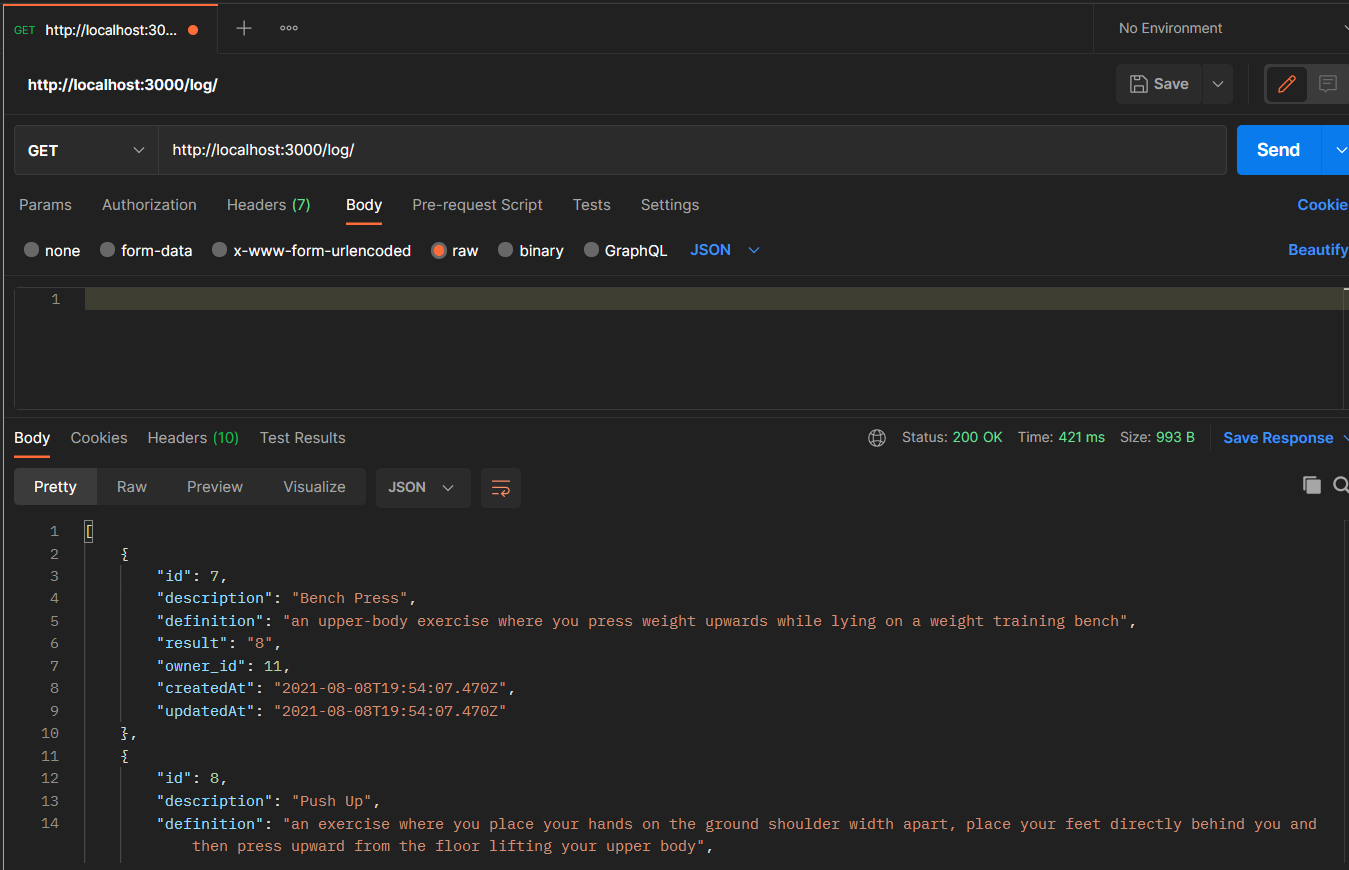 GET http://localhost:30...
No Environment
http://localhost:3000/log/
Save
GET http://localhost:3000/log/ Send
Params Authorization Headers (7) Body Pre-request Script Tests Settings Cookie
none form-data x-www-form-urlencoded raw binary GraphQL JSON Beautify
1
Body Cookies Headers (10) Test Results Status: 200 OK Time: 421 ms Size: 993 B Save Response
Pretty Raw Preview Visualize JSON
1 [
2 {
3 "id": 7,
4 "description": "Bench Press",
5 "definition": "an upper-body exercise where you press weight upwards while lying on a weight training bench",
6 "result": "8",
7 "owner_id": 11,
8 "createdAt": "2021-08-08T19:54:07.470Z",
9 "updatedAt": "2021-08-08T19:54:07.470Z"
10 },
11 {
12 "id": 8,
13 "description": "Push Up",
14 "definition": "an exercise where you place your hands on the ground shoulder width apart, place your feet directly behind you and
then press upward from the floor lifting your upper body",